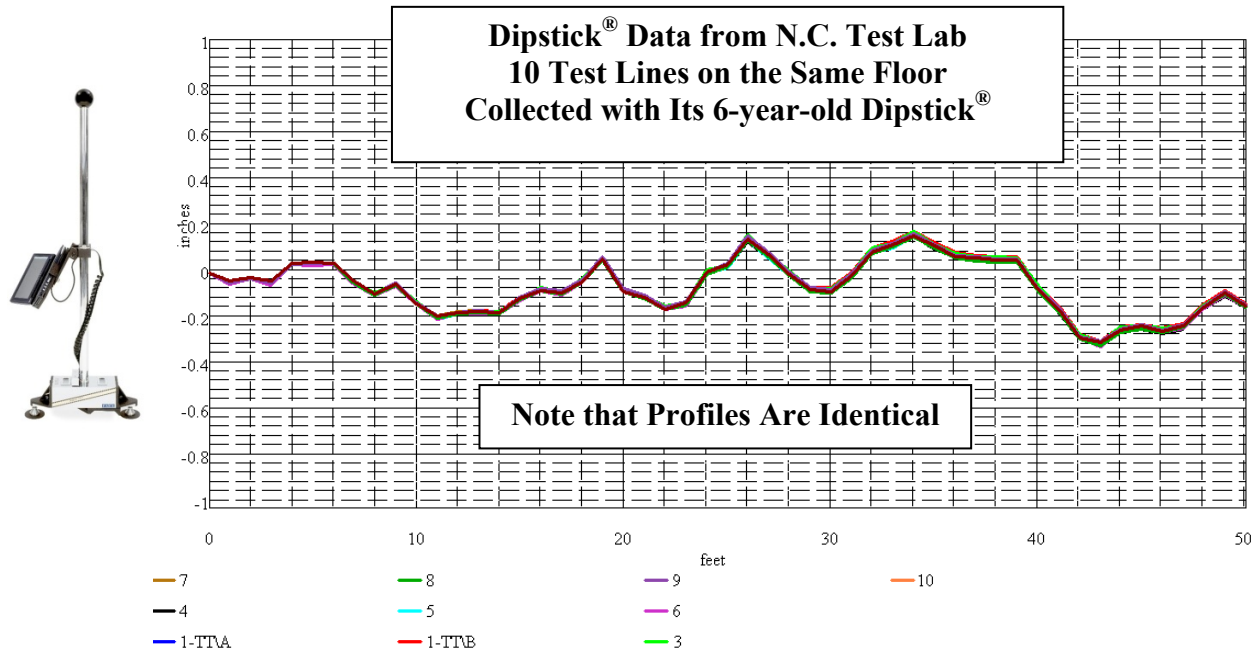 Dipstick® Data from N.C. Test Lab
10 Test Lines on the Same Floor
Collected with Its 6-year-old Dipstick®
1
0.8
0.6
0.4
0.2
0
-0.2
-0.4
-0.6
-0.8
-1
inches
Note that Profiles Are Identical
0 10 20 30 40 50
feet
7 8 9 10
4 5 6
1-TT\A 1-TT\B 3